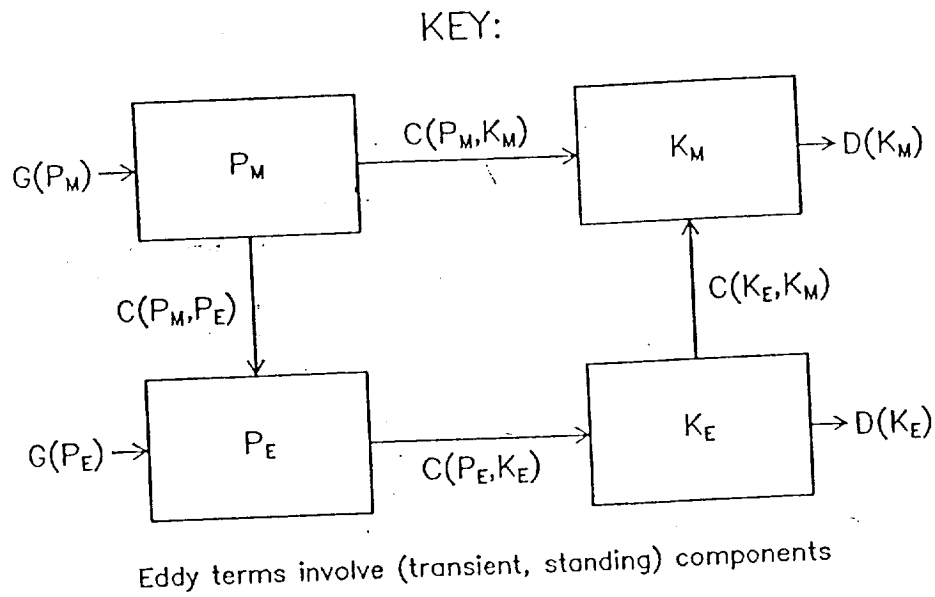 KEY:
G(P_M)
P_M
C(P_M,K_M)
K_M
D(K_M)
C(P_M,P_E)
C(K_E,K_M)
G(P_E)
P_E
C(P_E,K_E)
K_E
D(K_E)
Eddy terms involve (transient, standing) components